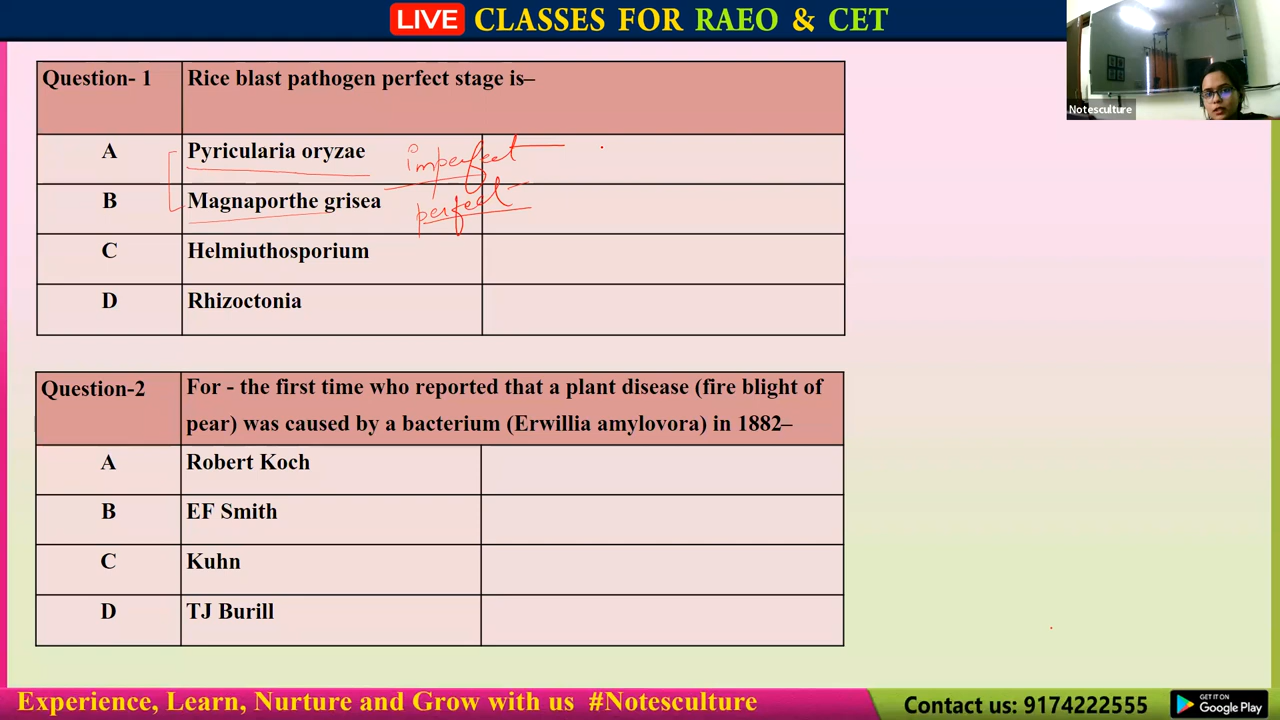 LIVE CLASSES FOR RAEO & CET
Notesculture
Question- 1 Rice blast pathogen perfect stage is–
A Pyricularia oryzae imperfect
B Magnaporthe grisea perfect
C Helmiuthosporium
D Rhizoctonia
Question-2 For - the first time who reported that a plant disease (fire blight of
pear) was caused by a bacterium (Erwillia amylovora) in 1882–
A Robert Koch
B EF Smith
C Kuhn
D TJ Burill
Experience, Learn, Nurture and Grow with us #Notesculture Contact us: 9174222555 GET IT ON
Google Play